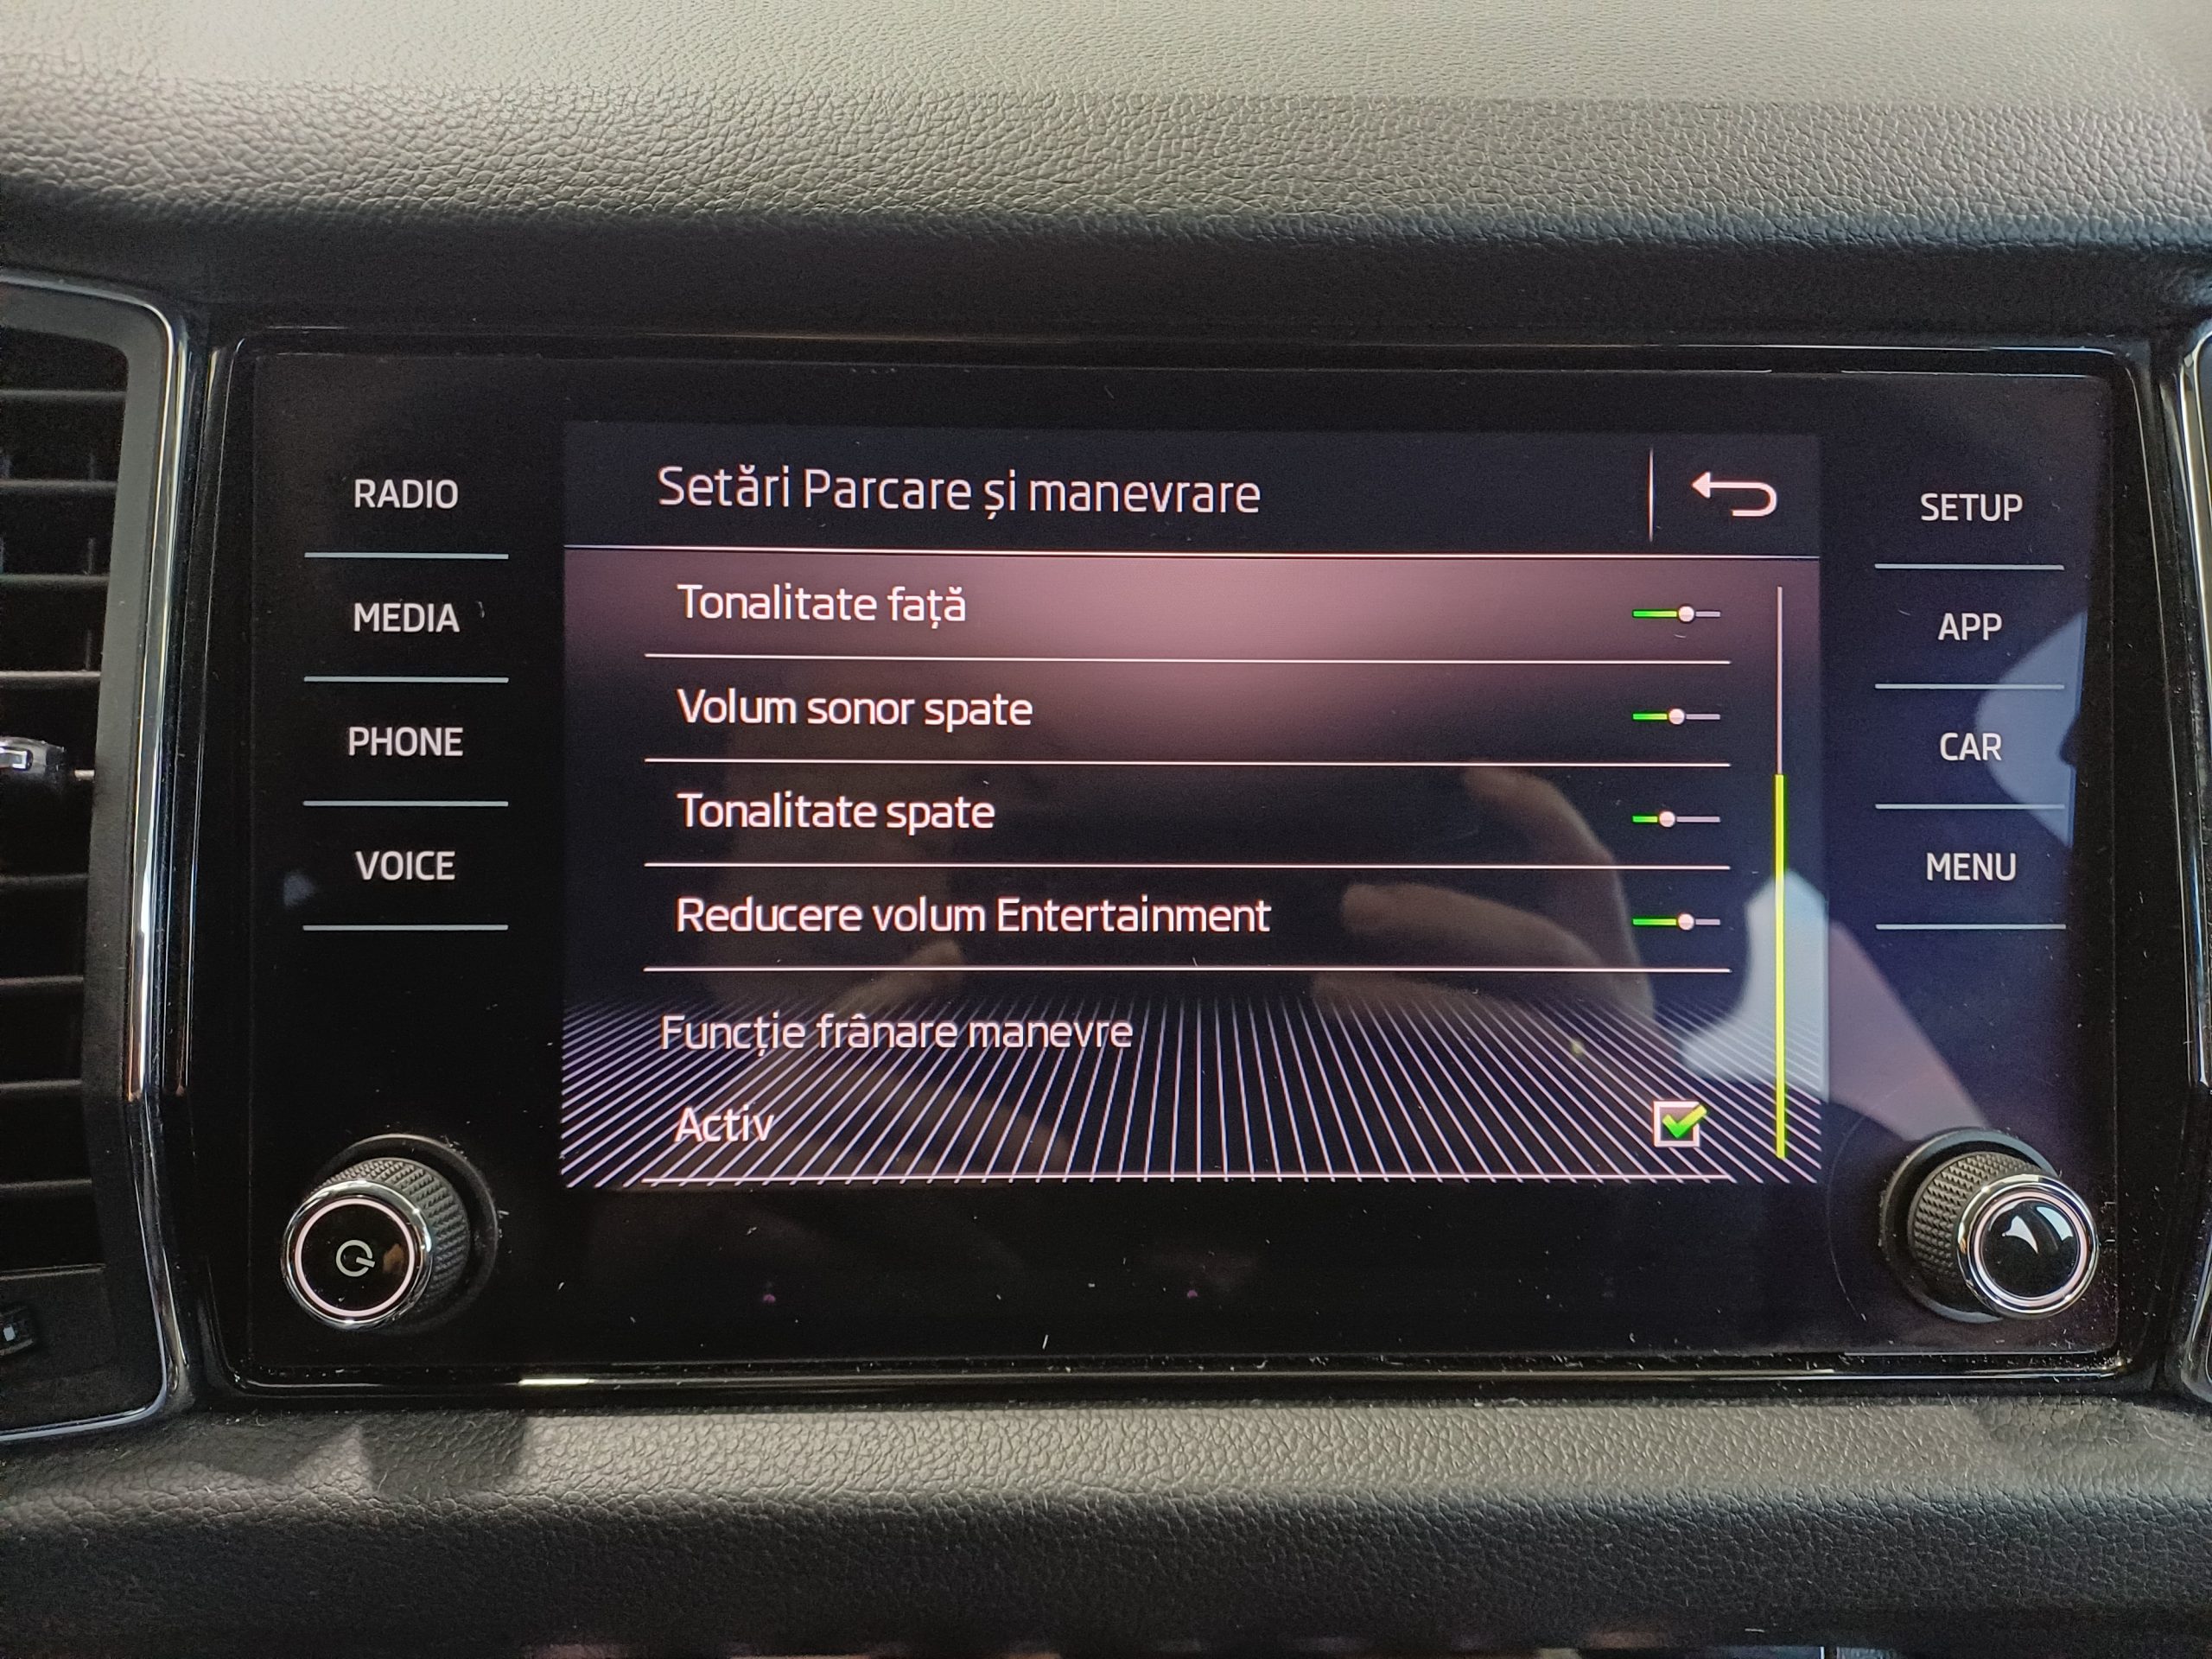 Setări Parcare și manevrare
RADIO
MEDIA
PHONE
VOICE
Tonalitate față
Volum sonor spate
Tonalitate spate
Reducere volum Entertainment
Funcție frânare manevre
Activ
SETUP
APP
CAR
MENU